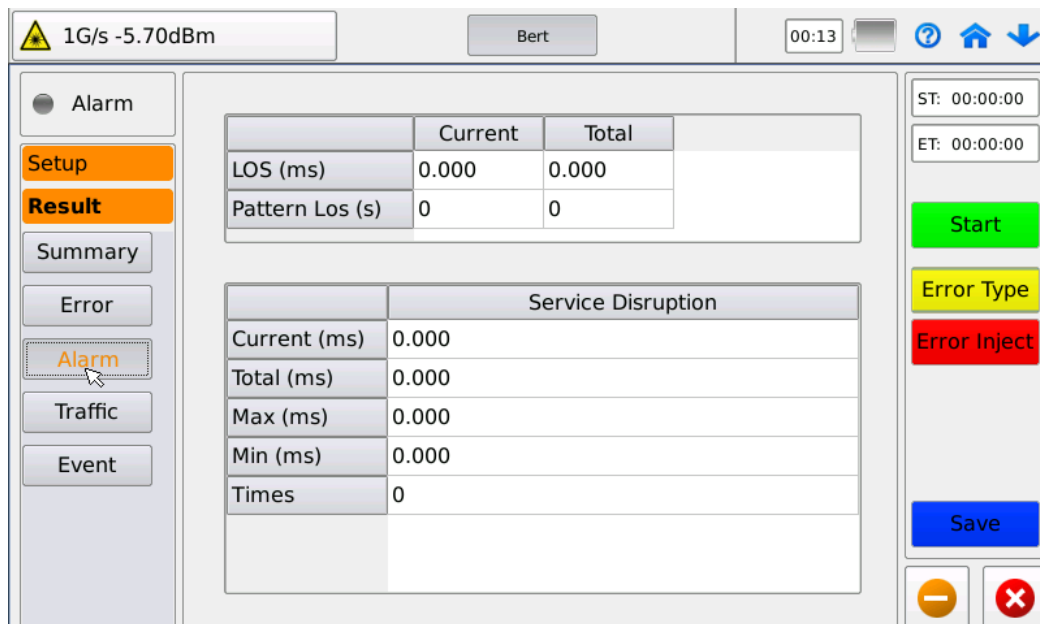 1G/s -5.70dBm
Bert
00:13
Alarm
Setup
Result
Summary
Error
Alarm
Traffic
Event
Current Total
LOS (ms) 0.000 0.000
Pattern Los (s) 0 0
Service Disruption
Current (ms) 0.000
Total (ms) 0.000
Max (ms) 0.000
Min (ms) 0.000
Times 0
ST: 00:00:00
ET: 00:00:00
Start
Error Type
Error Inject
Save